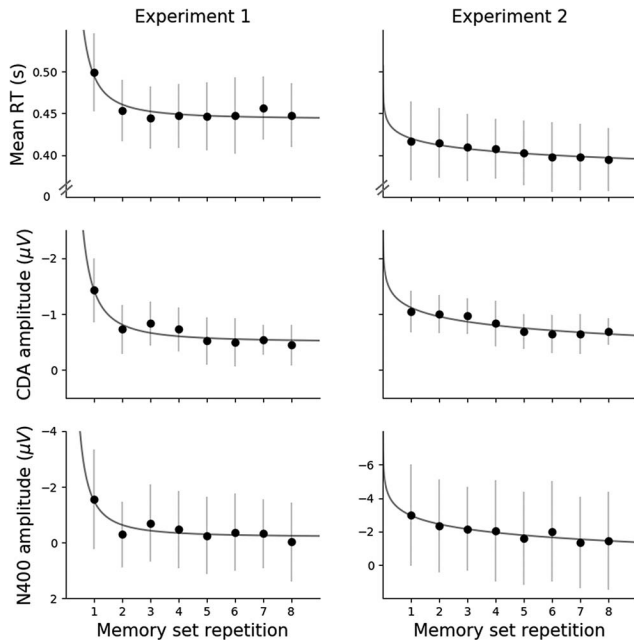 Experiment 1
Experiment 2
Mean RT (s)
0.50
0.45
0.40
0
CDA amplitude (μV)
−2
−1
0
N400 amplitude (μV)
−4
−2
0
2
−6
−4
−2
0
1 2 3 4 5 6 7 8
1 2 3 4 5 6 7 8
Memory set repetition
Memory set repetition